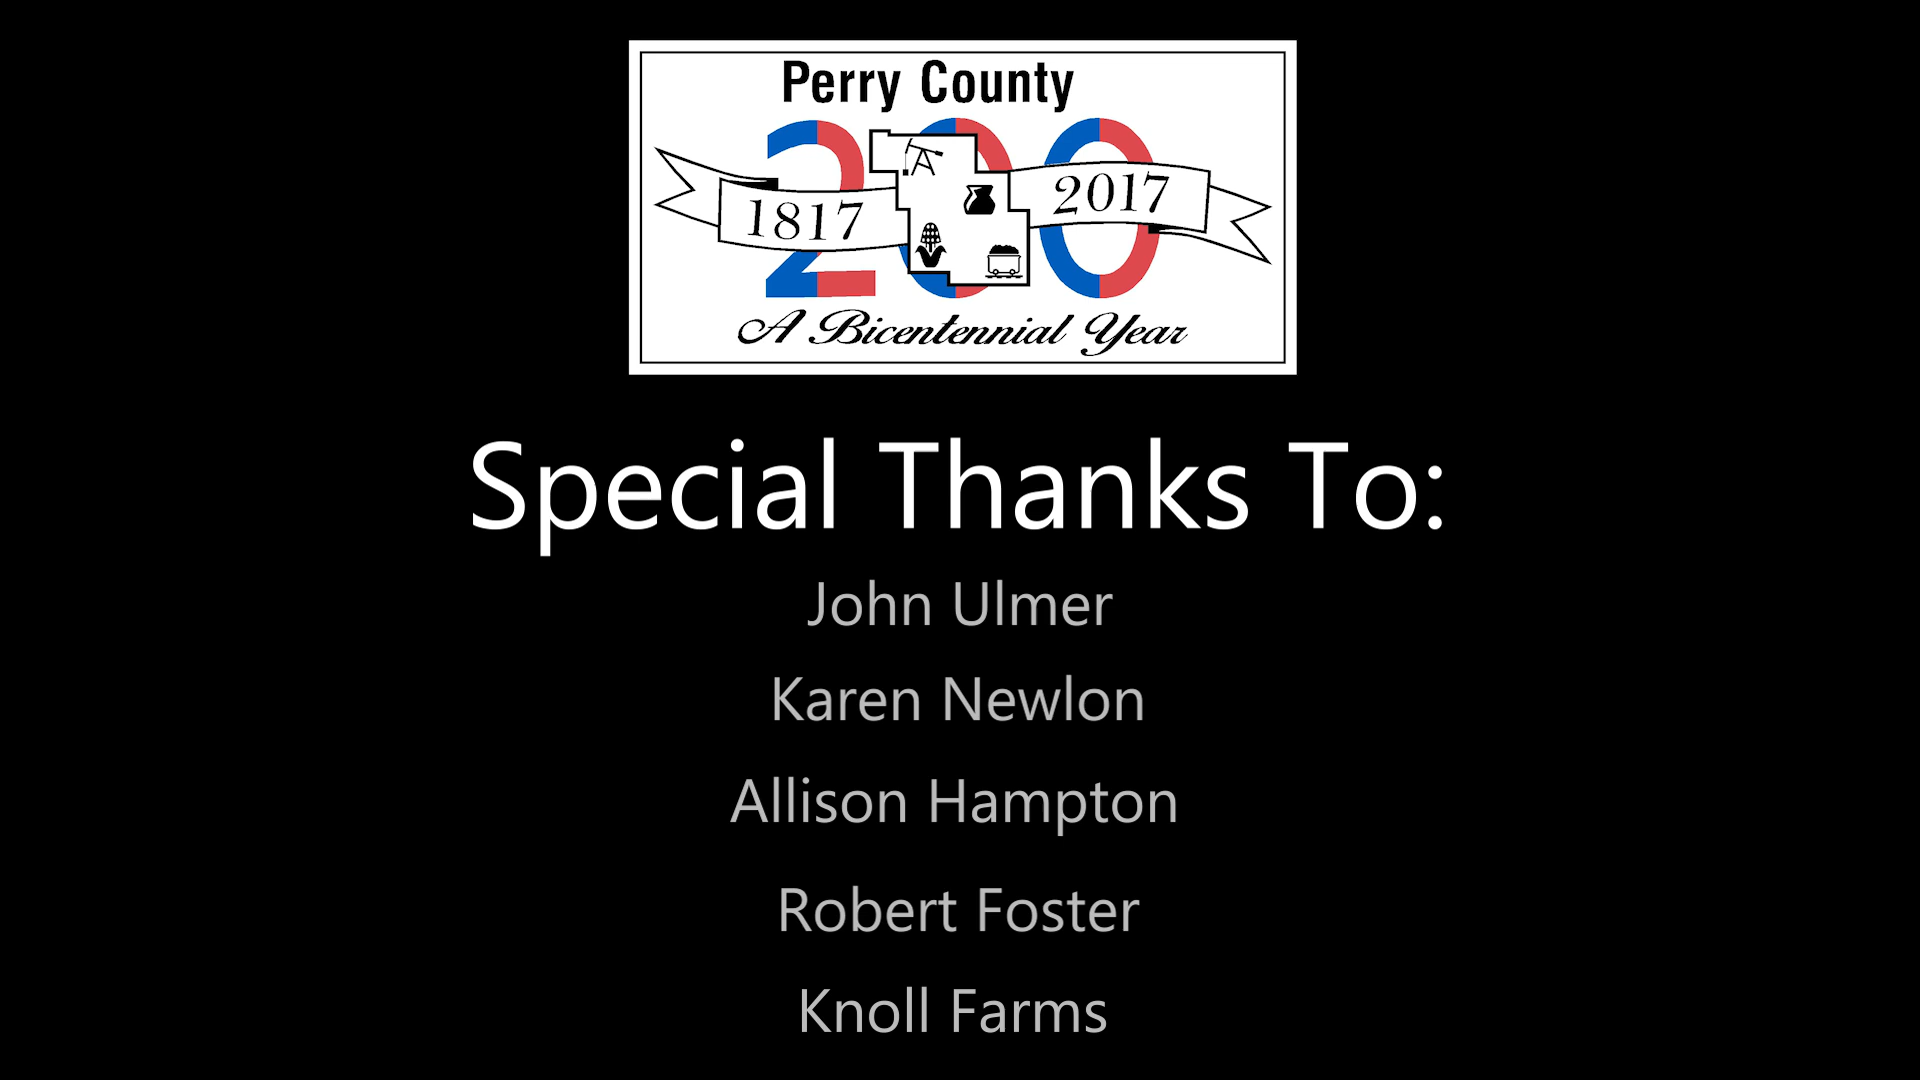 Perry County
200
1817
2017
A Bicentennial Year
Special Thanks To:
John Ulmer
Karen Newlon
Allison Hampton
Robert Foster
Knoll Farms